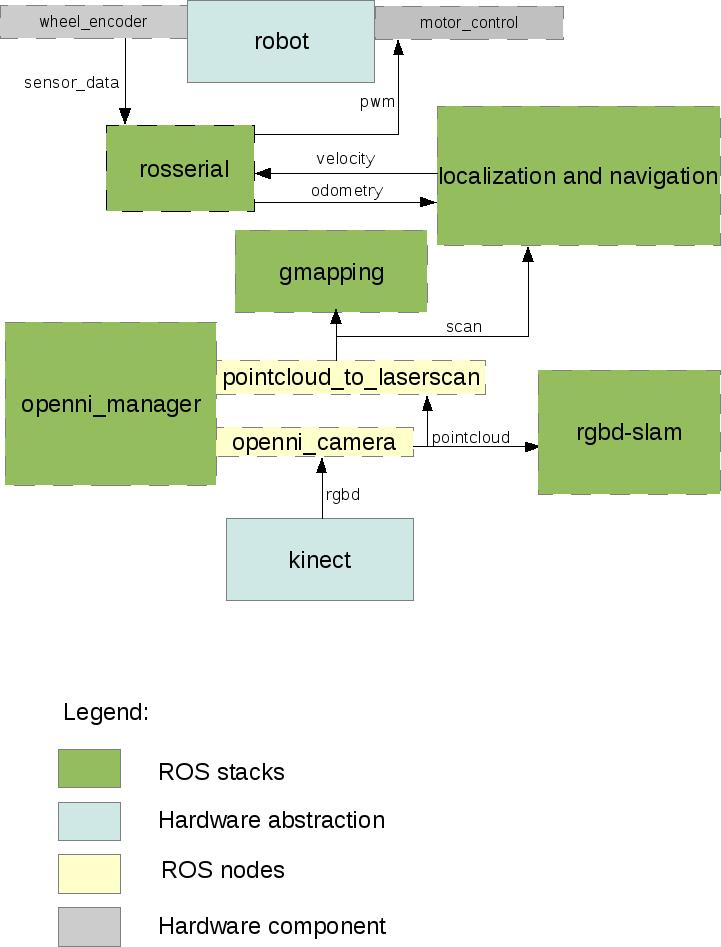 wheel_encoder
robot
motor_control
sensor_data
pwm
rosserial
velocity
localization and navigation
odometry
gmapping
scan
openni_manager
pointcloud_to_laserscan
openni_camera
pointcloud
rgbd-slam
rgbd
kinect
Legend:
ROS stacks
Hardware abstraction
ROS nodes
Hardware component